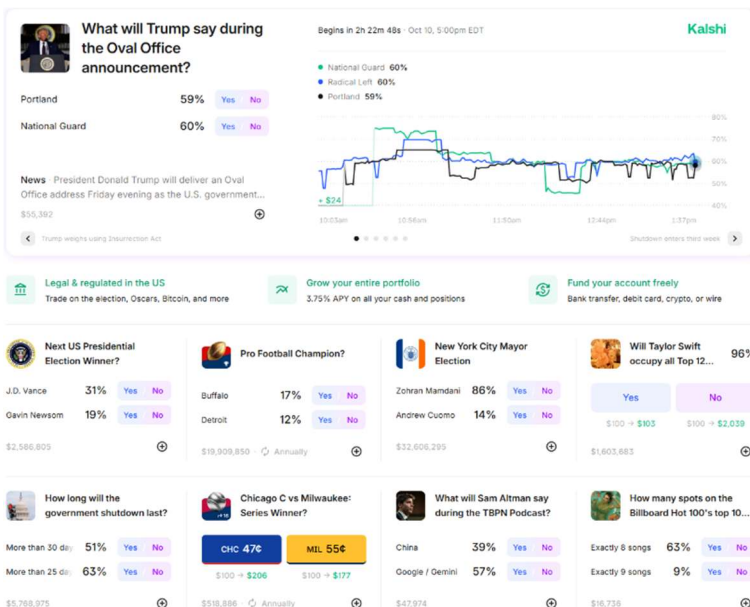 What will Trump say during
the Oval Office
announcement?
Portland 59% Yes No
National Guard 60% Yes No
News · President Donald Trump will deliver an Oval
Office address Friday evening as the U.S. government...
$55,392
Trump weighs using Insurrection Act
Begins in 2h 22m 48s · Oct 10, 5:00pm EDT
Kalshi
National Guard 60%
Radical Left 60%
Portland 59%
80%
70%
60%
50%
40%
+ $24
10:03am 10:56am 11:50am 12:44pm 1:37pm
Shutdown enters third week
Legal & regulated in the US
Trade on the election, Oscars, Bitcoin, and more
Grow your entire portfolio
3.75% APY on all your cash and positions
Fund your account freely
Bank transfer, debit card, crypto, or wire
Next US Presidential
Election Winner?
J.D. Vance 31% Yes No
Gavin Newsom 19% Yes No
$2,586,805
Pro Football Champion?
Buffalo 17% Yes No
Detroit 12% Yes No
$19,909,850 · Annually
New York City Mayor
Election
Zohran Mamdani 86% Yes No
Andrew Cuomo 14% Yes No
$32,606,295
Will Taylor Swift
occupy all Top 12...
96%
Yes No
$100 → $103 $100 → $2,039
$1,603,683
How long will the
government shutdown last?
More than 30 day 51% Yes No
More than 25 da 63% Yes No
$5,768,975
Chicago C vs Milwaukee:
Series Winner?
CHC 47¢ MIL 55¢
$100 → $206 $100 → $177
$518,886 · Annually
What will Sam Altman say
during the TBPN Podcast?
China 39% Yes No
Google / Gemini 57% Yes No
$47,974
How many spots on the
Billboard Hot 100's top 10...
Exactly 8 songs 63% Yes No
Exactly 9 songs 9% Yes No
$16,736